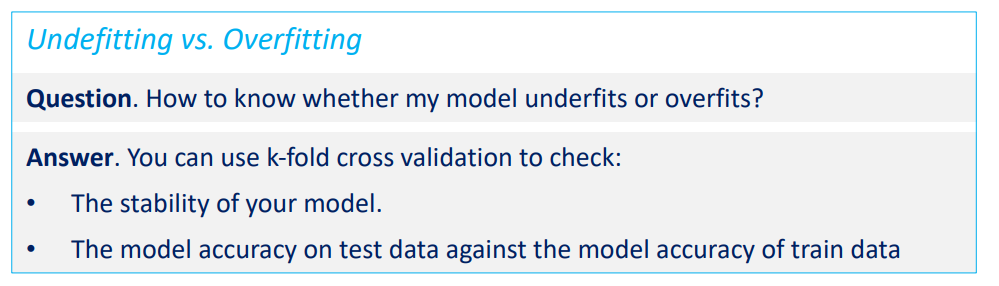 Undefitting vs. Overfitting
Question. How to know whether my model underfits or overfits?
Answer. You can use k-fold cross validation to check:
• The stability of your model.
• The model accuracy on test data against the model accuracy of train data